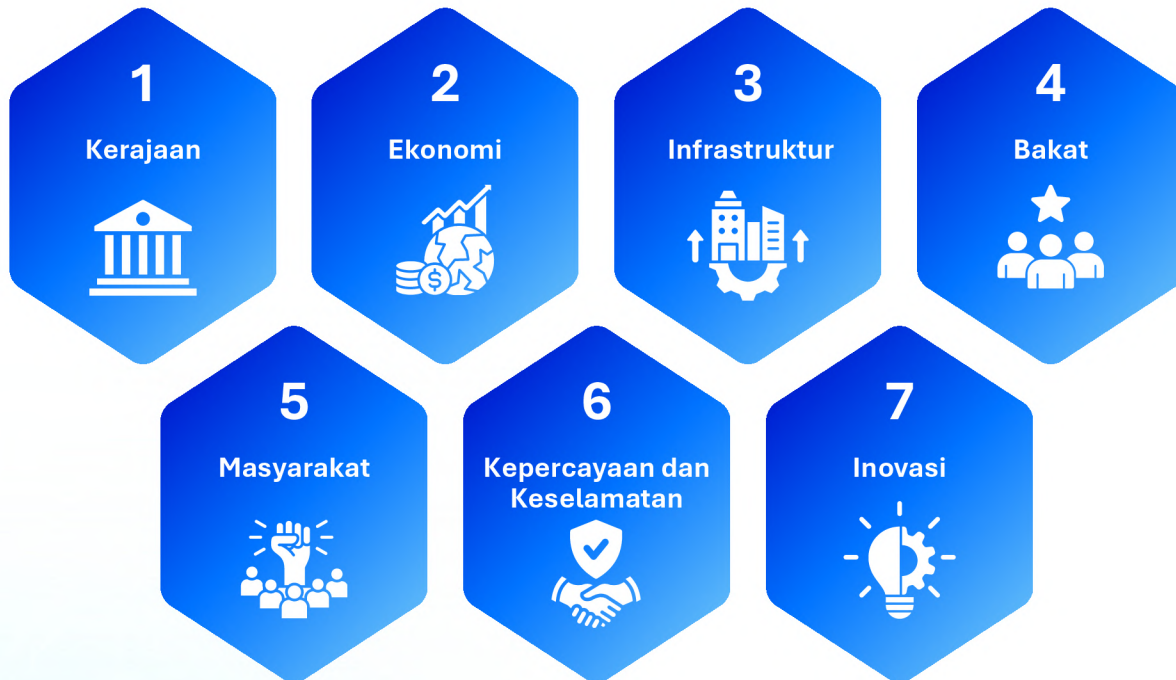 1
Kerajaan
2
Ekonomi
$
3
Infrastruktur
4
Bakat
5
Masyarakat
6
Kepercayaan dan
Keselamatan
7
Inovasi